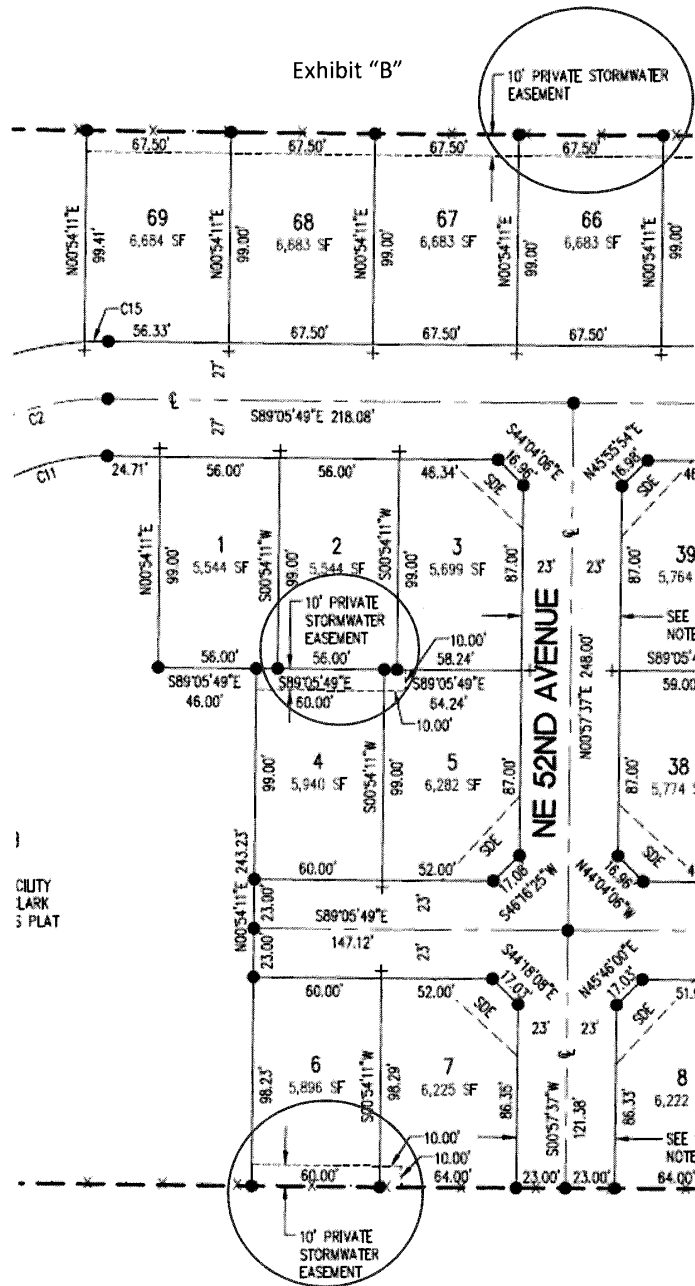 Exhibit "B"
10' PRIVATE STORMWATER
EASEMENT
67.50' 67.50' 67.50' 67.50'
N00°54'11"E
99.41'
69
6,684 SF
N00°54'11"E
99.00'
68
6,683 SF
N00°54'11"E
99.00'
67
6,683 SF
N00°54'11"E
99.00'
66
6,683 SF
N00°54'11"E
99.00'
C15
56.33' 67.50' 67.50' 67.50'
27'
C2
27'
S89°05'49"E 218.08'
C11
24.71' 56.00' 56.00' 46.34'
S44°04'06"E
16.96'
N45°55'54"E
16.98'
46
SDE
SDE
N00°54'11"E
99.00'
1
5,544 SF
S00°54'11"W
99.00'
2
5,544 SF
S00°54'11"W
99.00'
3
5,699 SF
87.00'
23'
23'
87.00'
39
5,764
NE 52ND AVENUE
N00°57'37"E 248.00'
SEE
NOTE
10' PRIVATE
STORMWATER
EASEMENT
10.00'
56.00' 56.00' 58.24'
S89°05'49"E S89°05'49"E S89°05'49"E
46.00' 60.00' 64.24'
10.00'
S89°05'4
59.00
99.00'
4
5,940 SF
S00°54'11"W
99.00'
5
6,282 SF
87.00'
87.00'
38
5,774 S
N00°54'11"E 243.23'
60.00' 52.00'
SDE
17.08
S46°16'25"W
SDE
16.96'
N44°04'06"W
4
CILITY
LARK
S PLAT
23.00'
S89°05'49"E
147.12'
23'
23.00'
23'
60.00' 52.00'
S44°18'08"E
17.03'
N45°46'00"E
17.03'
51.9
SDE
SDE
23'
23'
98.23'
6
5,896 SF
S00°54'11"W
98.29'
7
6,225 SF
86.35'
S00°57'37"W
121.38'
86.33'
8
6,222
SEE
NOTE
10.00'
10.00'
60.00' 64.00' 23.00' 23.00' 64.00'
10' PRIVATE
STORMWATER
EASEMENT